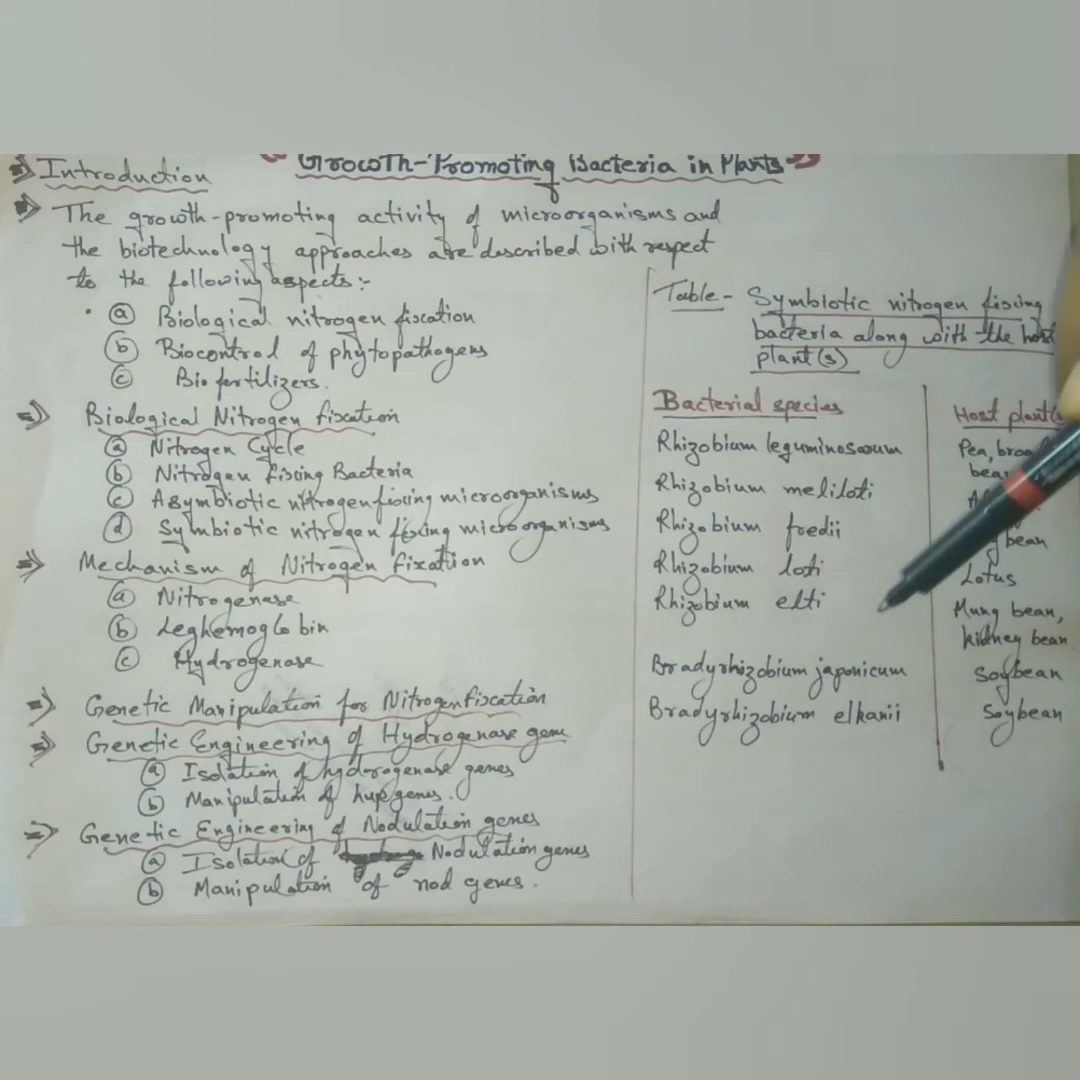 Growth-Promoting Bacteria in Plants
⇒ Introduction
⇒ The growth-promoting activity of microorganisms and
the biotechnology approaches are described with respect
to the following aspects:-
ⓐ Biological nitrogen fixation
ⓑ Biocontrol of phytopathogens
ⓒ Biofertilizers.
⇒ Biological Nitrogen fixation
ⓐ Nitrogen Cycle
ⓑ Nitrogen fixing Bacteria
ⓒ Asymbiotic nitrogen fixing microorganisms
ⓓ Symbiotic nitrogen fixing microorganisms
⇒ Mechanism of Nitrogen fixation
ⓐ Nitrogenase
ⓑ Leghemoglobin
ⓒ Hydrogenase
⇒ Genetic Manipulation for Nitrogen fixation
⇒ Genetic Engineering of Hydrogenase gene
ⓐ Isolation of hydrogenase genes
ⓑ Manipulation of hup genes.
⇒ Genetic Engineering of Nodulation genes
ⓐ Isolation of Nodulation genes
ⓑ Manipulation of nod genes.
Table- Symbiotic nitrogen fixing
bacteria along with the host
plant(s)
Bacterial species Host plant(s
Rhizobium leguminosarum Pea,
Rhizobium meliloti
Rhizobium fredii bean
Rhizobium loti Lotus
Rhizobium elti Mung bean,
kidney bean
Bradyrhizobium japonicum Soybean
Bradyrhizobium elkanii Soybean